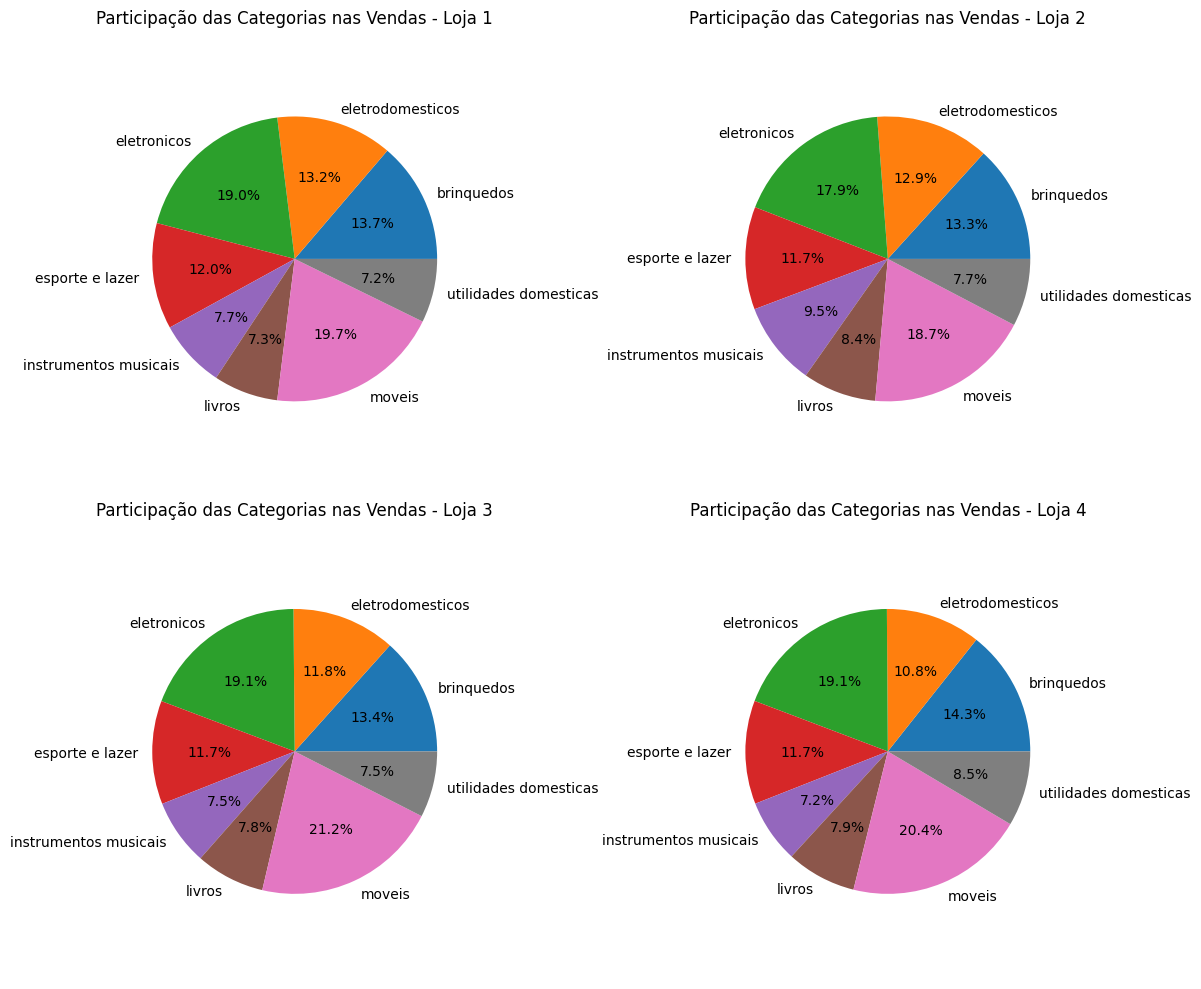 Participação das Categorias nas Vendas - Loja 1
eletrodomesticos
eletronicos
brinquedos
13.2%
19.0%
13.7%
12.0%
esporte e lazer
7.2%
utilidades domesticas
7.7%
7.3%
19.7%
instrumentos musicais
livros
moveis
Participação das Categorias nas Vendas - Loja 2
eletrodomesticos
eletronicos
brinquedos
12.9%
17.9%
13.3%
11.7%
esporte e lazer
7.7%
utilidades domesticas
9.5%
8.4%
18.7%
instrumentos musicais
livros
moveis
Participação das Categorias nas Vendas - Loja 3
eletrodomesticos
eletronicos
brinquedos
11.8%
19.1%
13.4%
11.7%
esporte e lazer
7.5%
utilidades domesticas
7.5%
7.8%
21.2%
instrumentos musicais
livros
moveis
Participação das Categorias nas Vendas - Loja 4
eletrodomesticos
eletronicos
brinquedos
10.8%
19.1%
14.3%
11.7%
esporte e lazer
8.5%
utilidades domesticas
7.2%
7.9%
20.4%
instrumentos musicais
livros
moveis